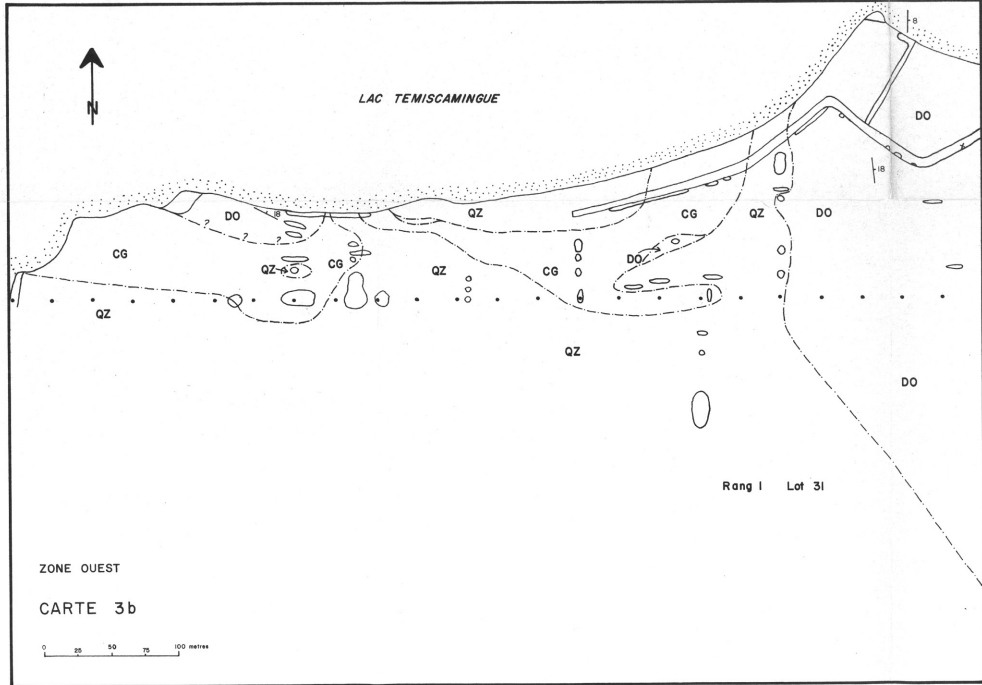 8
N
LAC TEMISCAMINGUE
DO
18
QZ
DO
18
CG
QZ
DO
?
? ?
CG
DO
QZ
CG
QZ
CG
QZ
QZ
DO
Rang I Lot 31
ZONE OUEST
CARTE 3b
0 25 50 75 100 metres